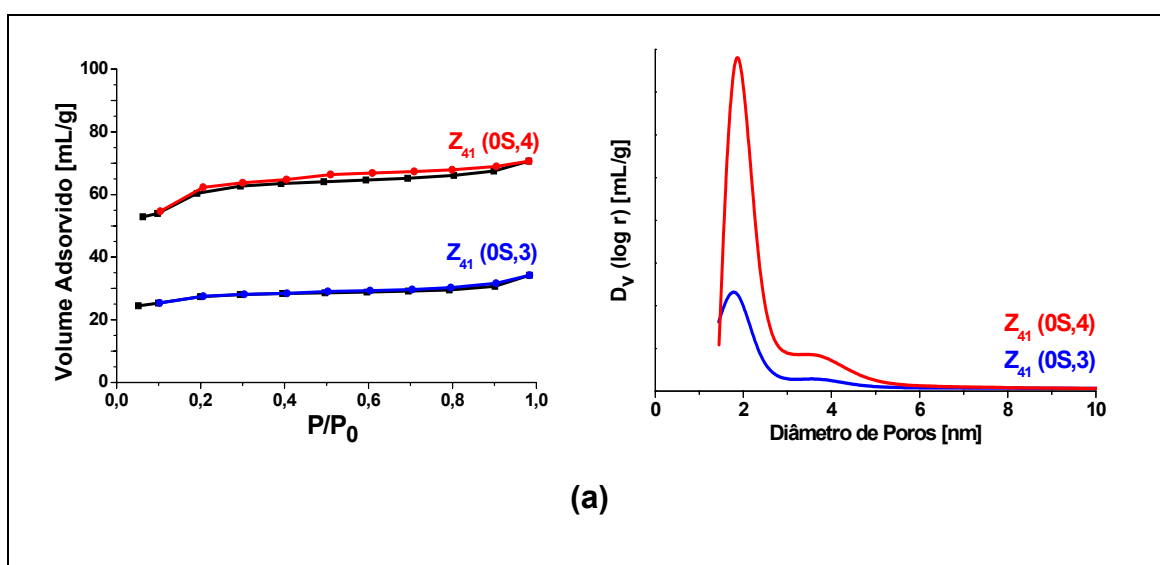 Volume Adsorvido [mL/g]
100
80
60
40
20
0
0,0
0,2
0,4
0,6
0,8
1,0
P/P0
Z41 (0S,4)
Z41 (0S,3)
DV (log r) [mL/g]
Z41 (0S,4)
Z41 (0S,3)
0
2
4
6
8
10
Diâmetro de Poros [nm]
(a)